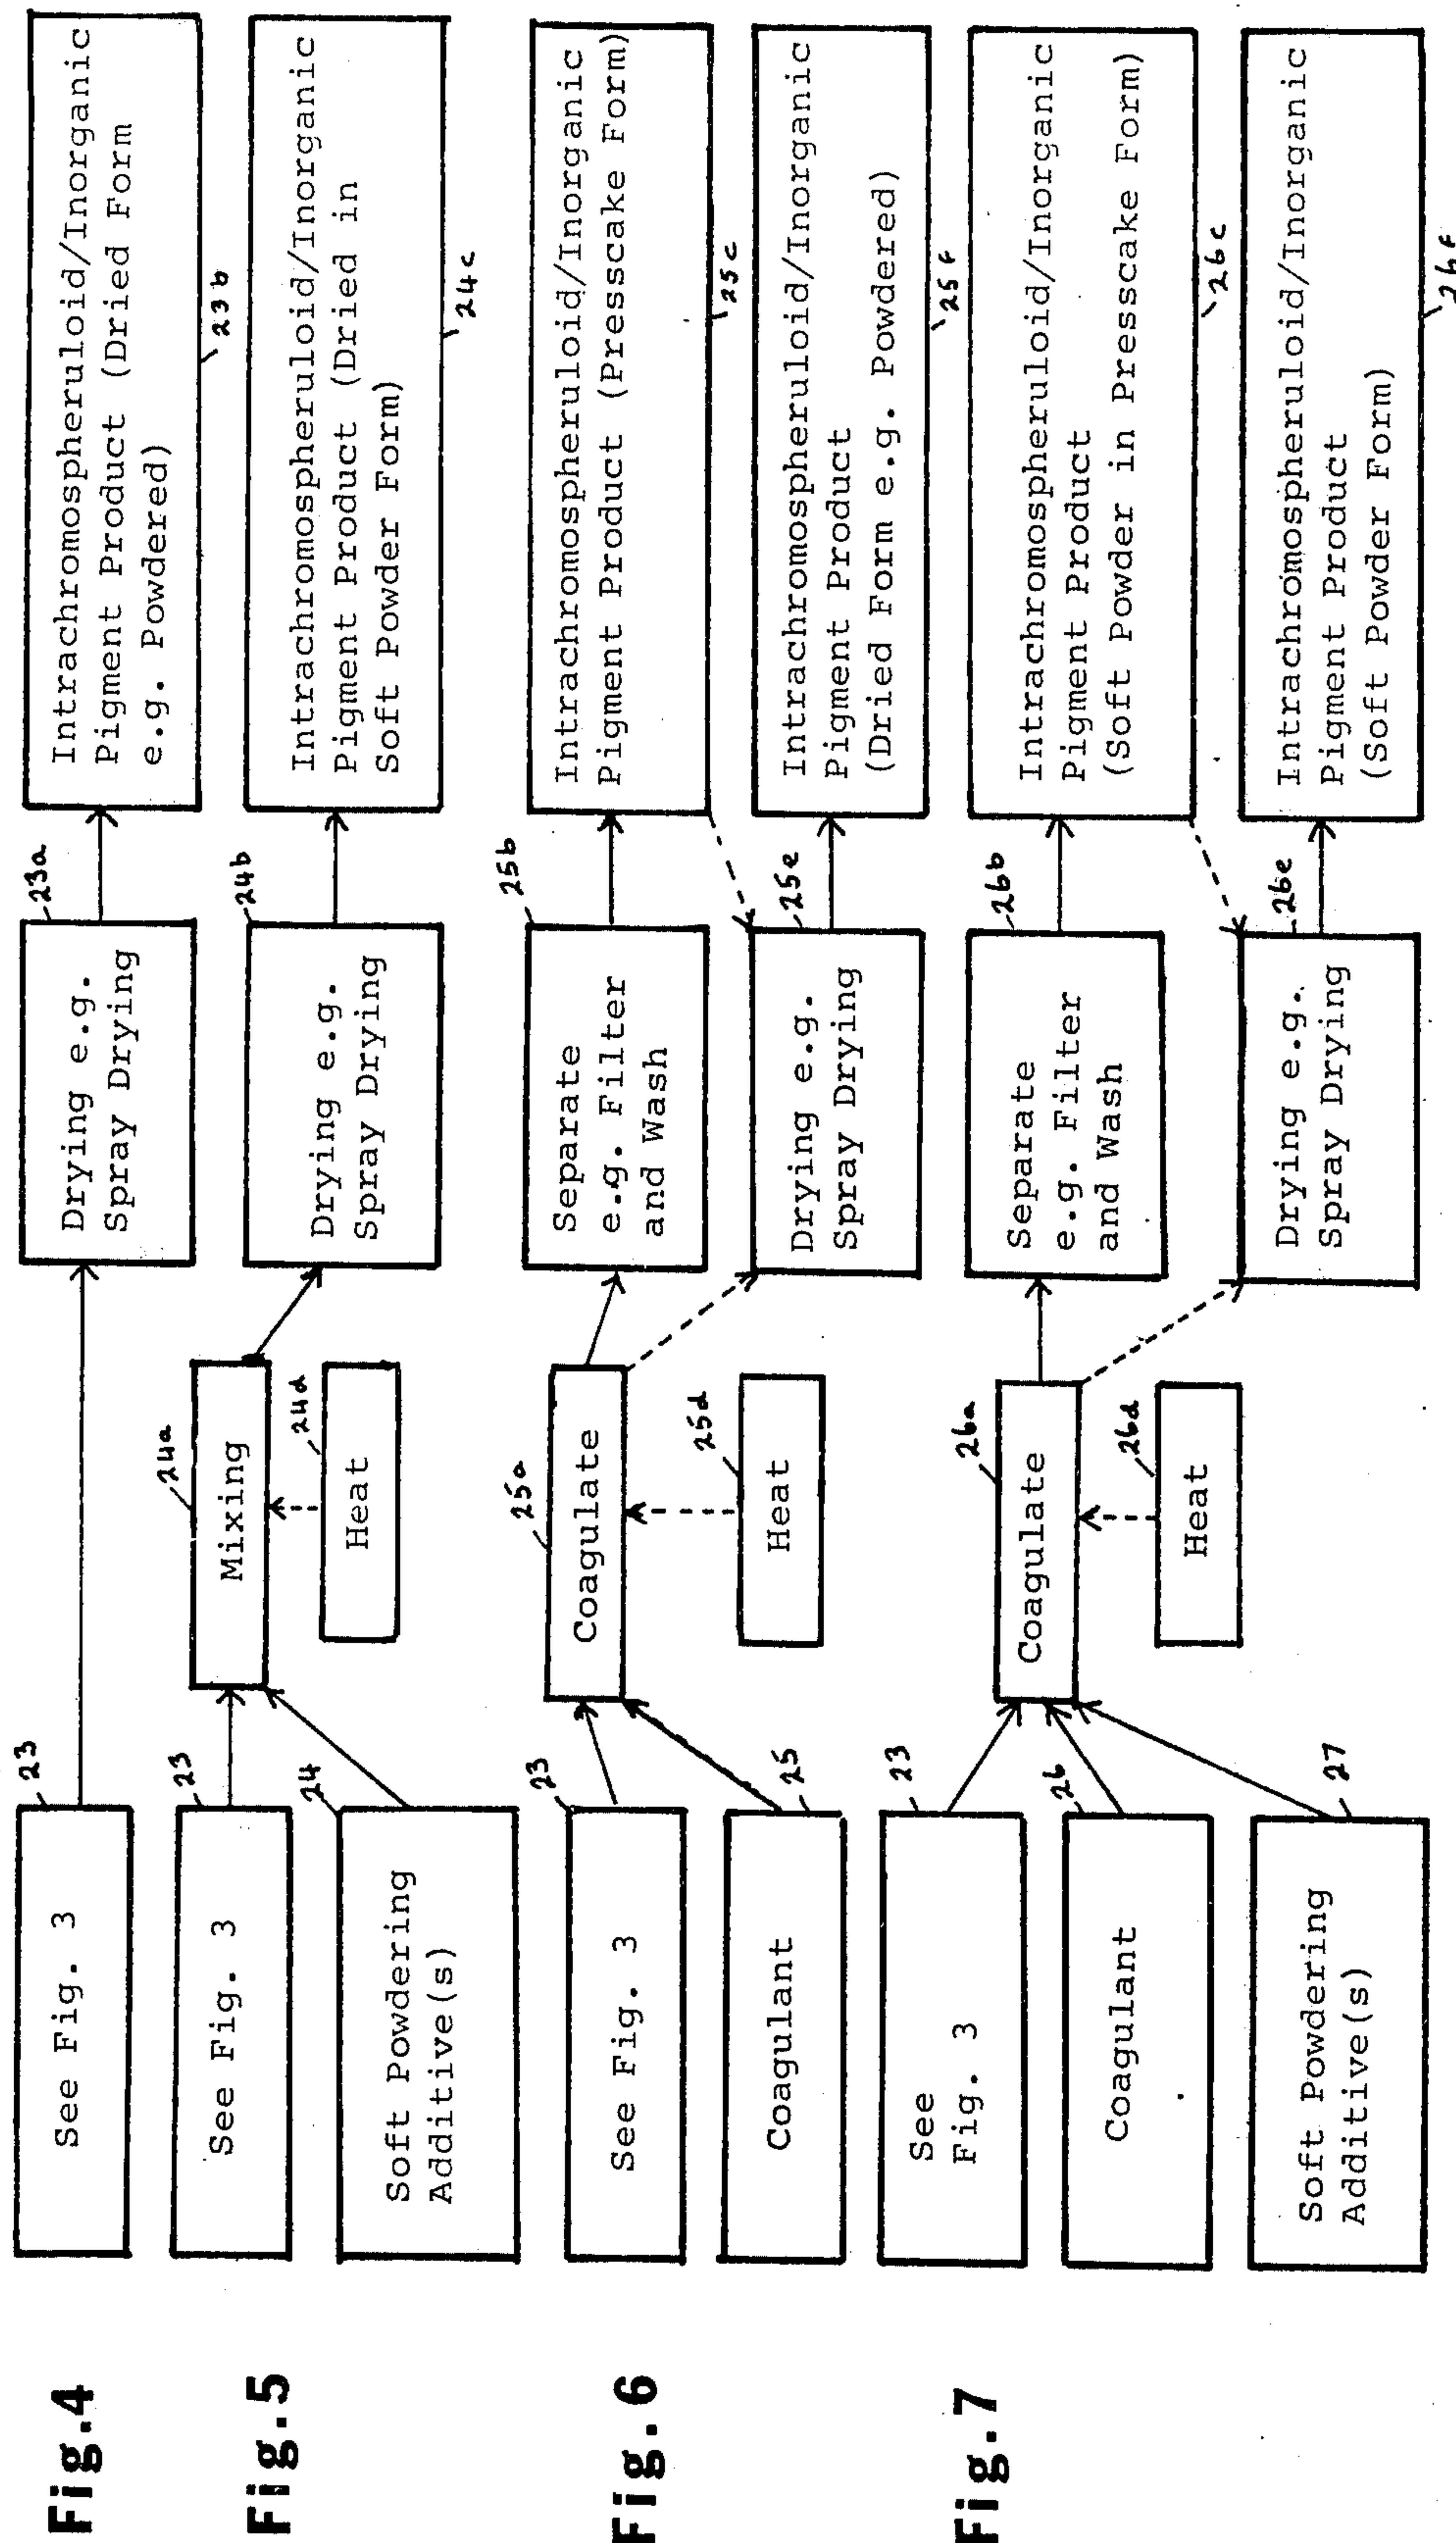 Fig.4
See Fig. 3
23
Drying e.g.
Spray Drying
23a
Intrachromospheruloid/Inorganic
Pigment Product (Dried Form
e.g. Powdered)
23b
Fig.5
See Fig. 3
23
Soft Powdering
Additive(s)
24
Mixing
24a
Heat
24d
Drying e.g.
Spray Drying
24b
Intrachromospheruloid/Inorganic
Pigment Product (Dried in
Soft Powder Form)
24c
Fig.6
See Fig. 3
23
Coagulant
25
Coagulate
25a
Heat
25d
Separate
e.g. Filter
and Wash
25b
Intrachromospheruloid/Inorganic
Pigment Product (Presscake Form)
25c
Drying e.g.
Spray Drying
25e
Intrachromospheruloid/Inorganic
Pigment Product
(Dried Form e.g. Powdered)
25f
Fig.7
See
Fig. 3
23
Coagulant
26
Soft Powdering
Additive(s)
27
Coagulate
26a
Heat
26d
Separate
e.g. Filter
and Wash
26b
Intrachromospheruloid/Inorganic
Pigment Product
(Soft Powder in Presscake Form)
26c
Drying e.g.
Spray Drying
26e
Intrachromospheruloid/Inorganic
Pigment Product
(Soft Powder Form)
26f